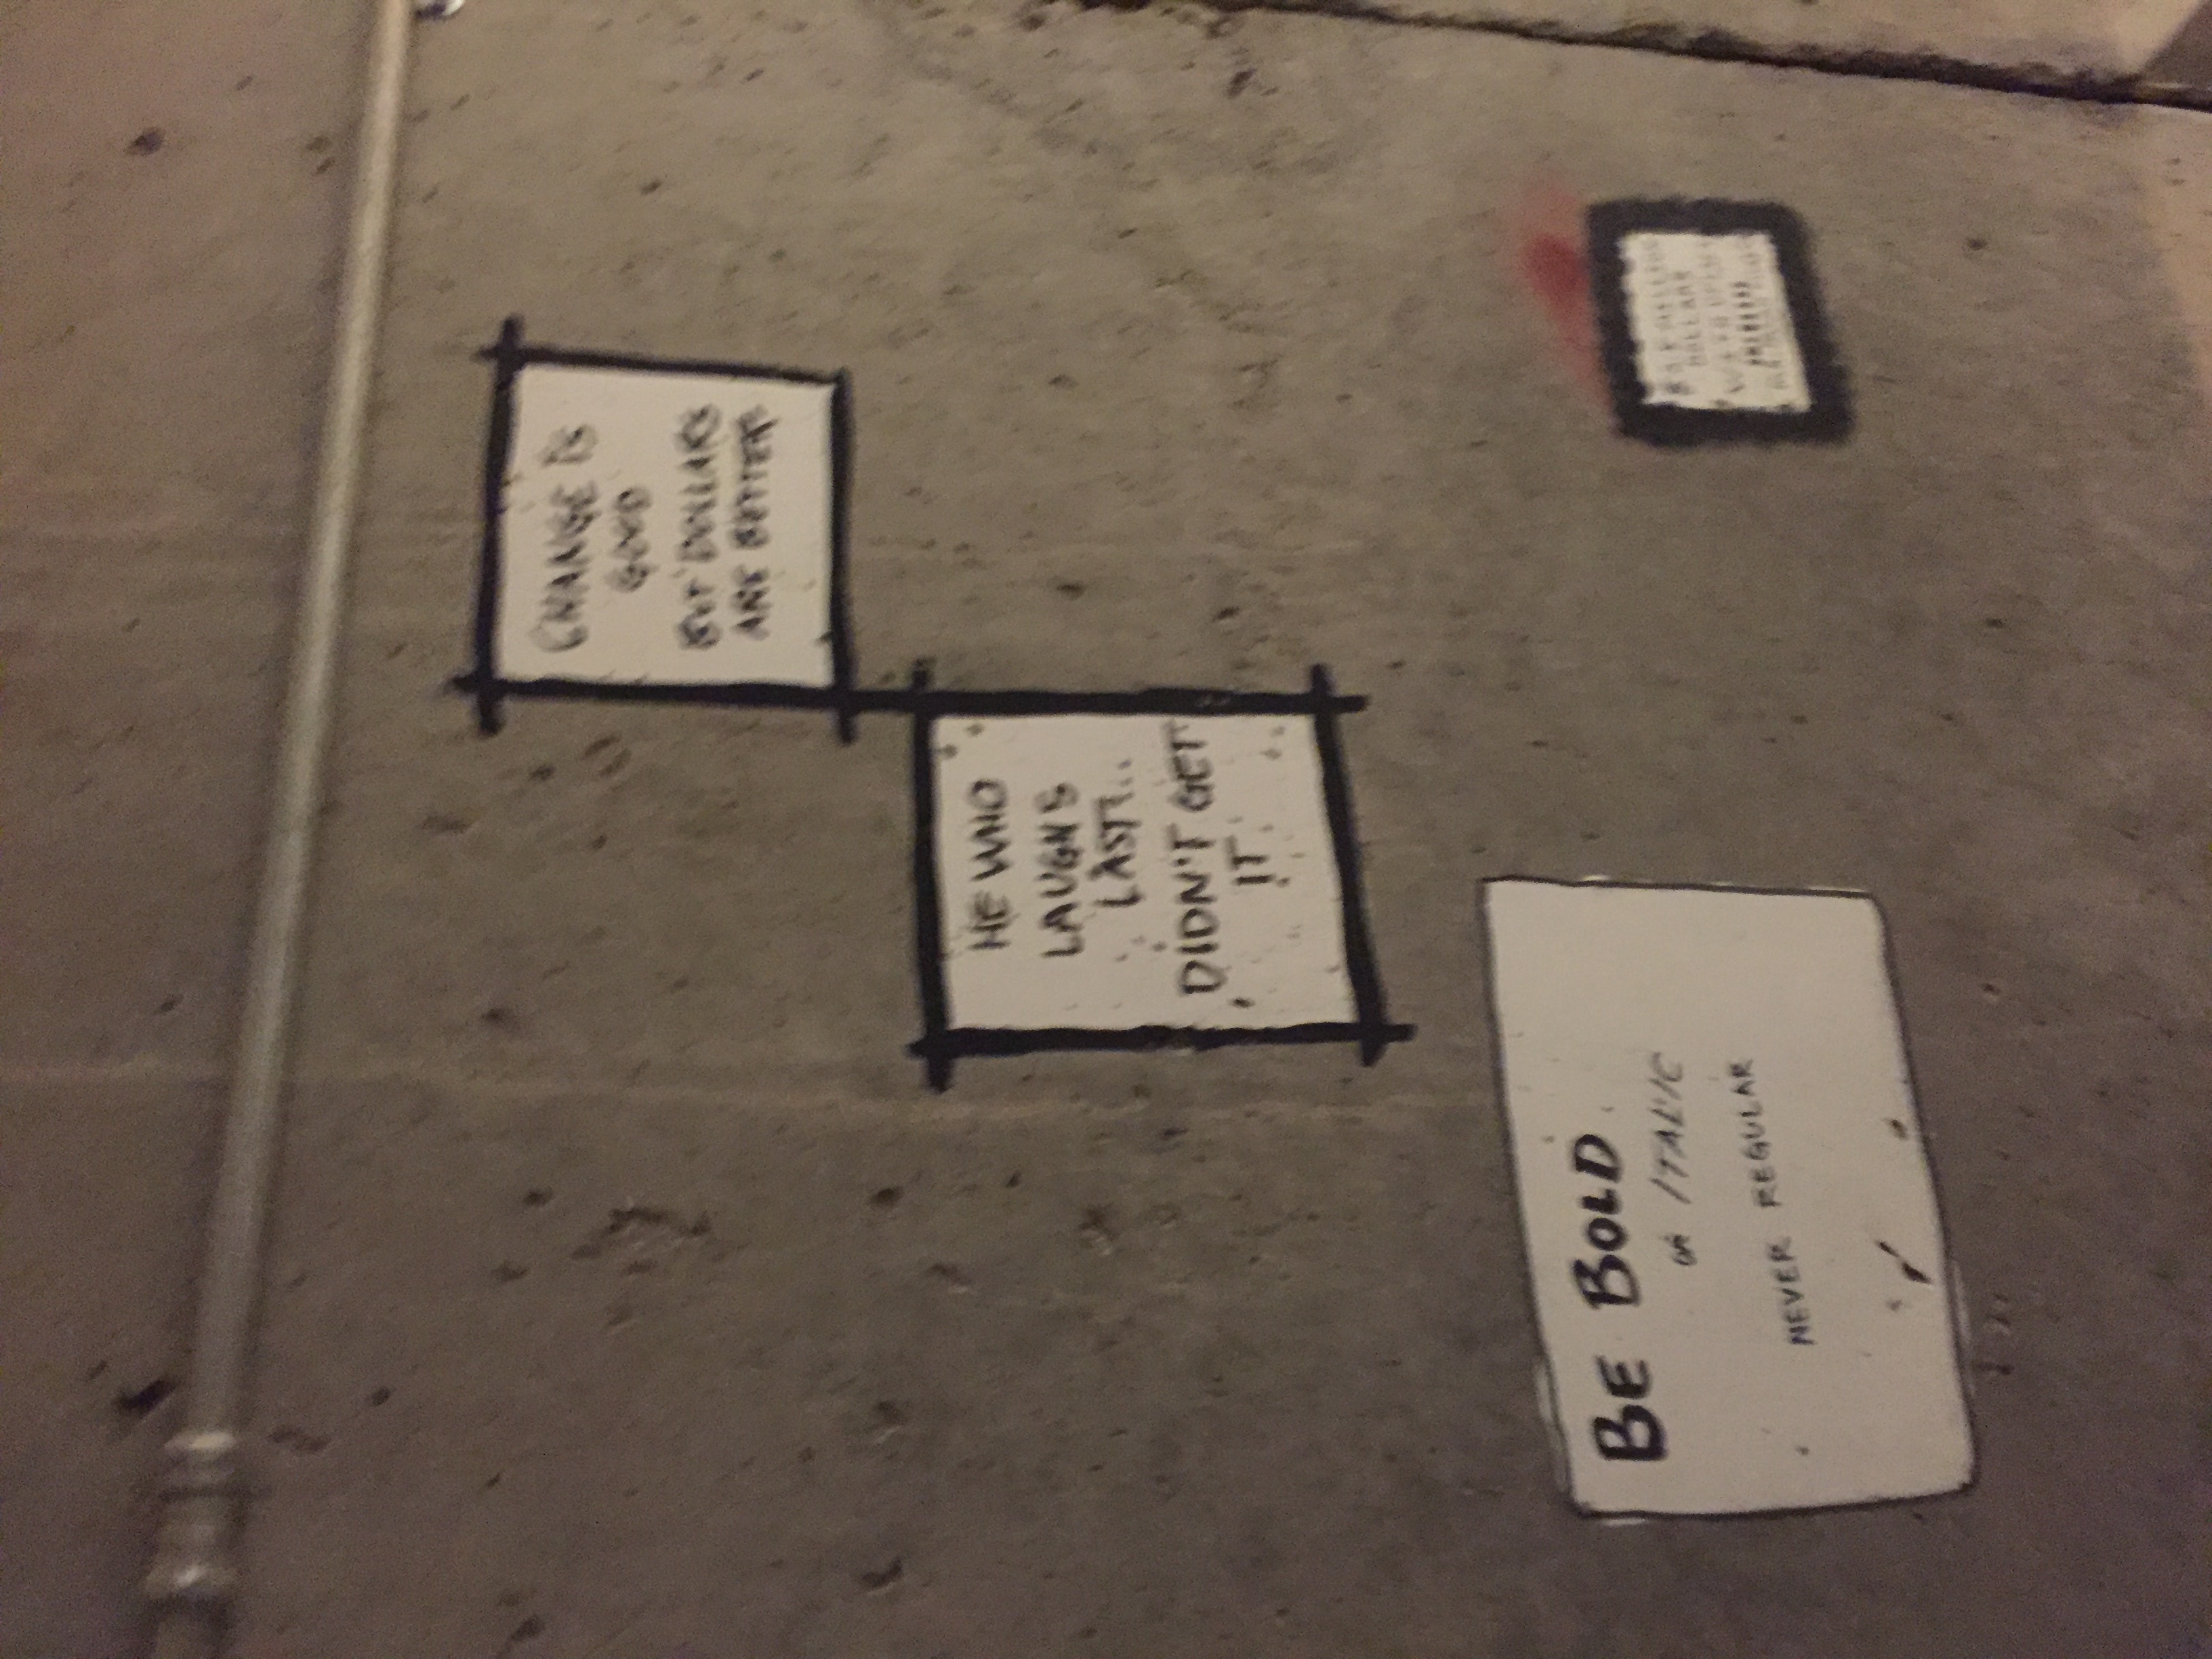 CHANGE IS
GOOD
BUT DOLLARS
ARE BETTER
HE WHO
LAUGHS
LAST...
DIDN'T GET
IT
BE BOLD
OR ITALIC
NEVER REGULAR
DOLLARS